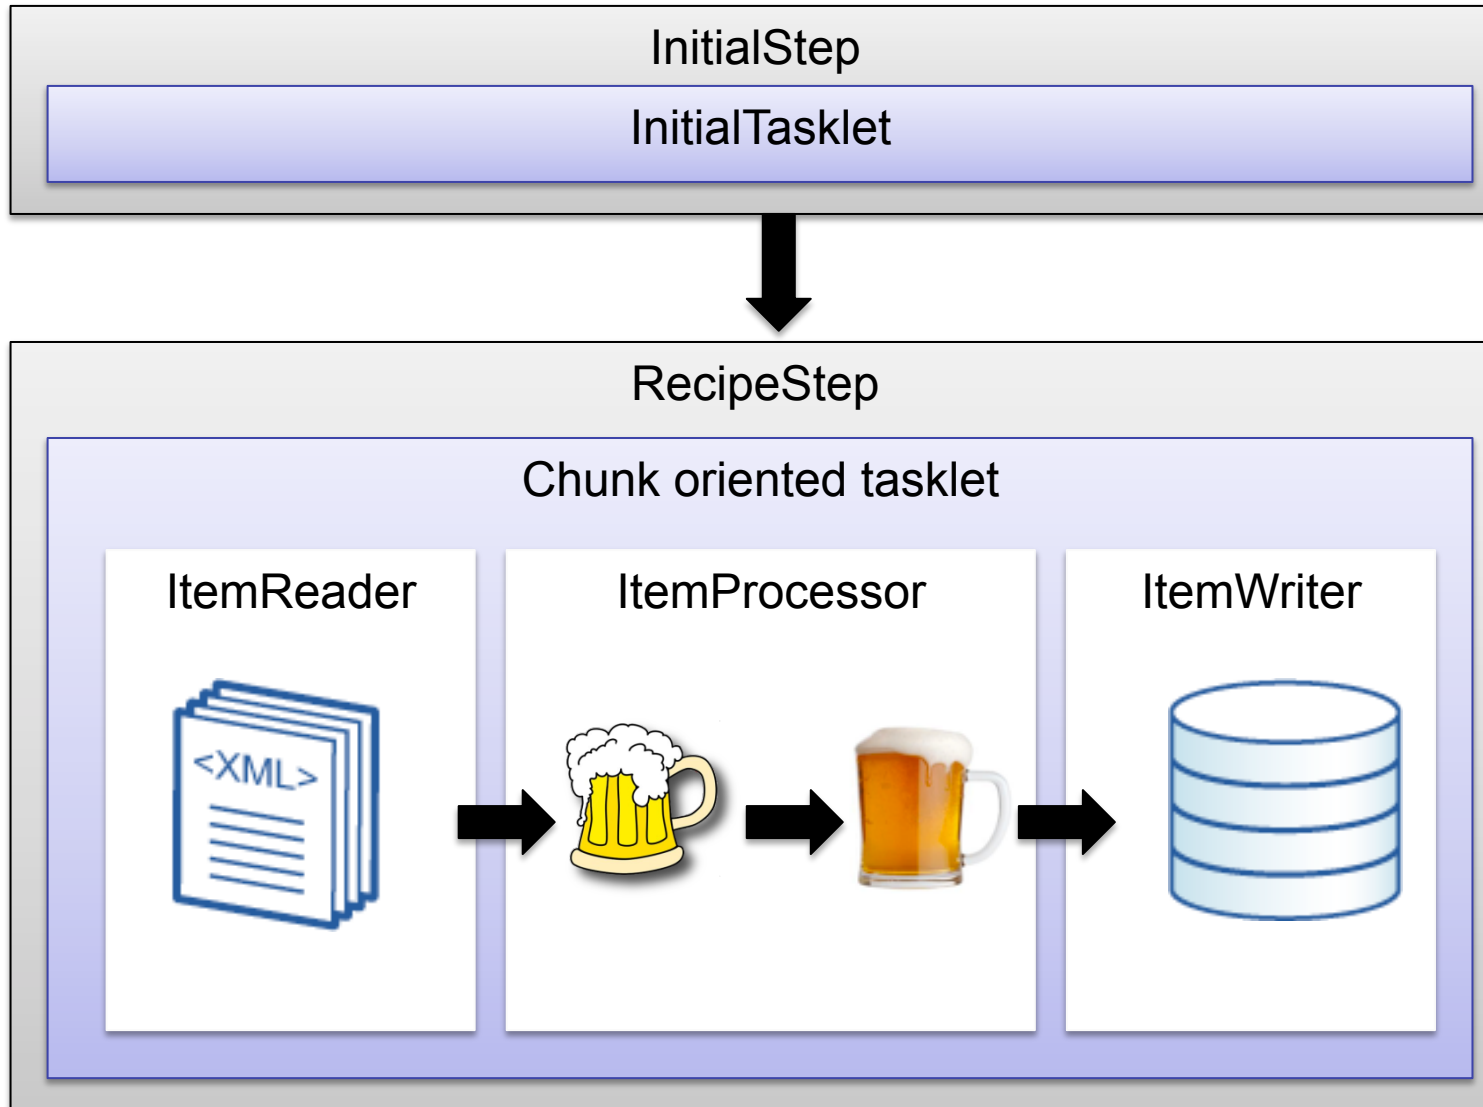 InitialStep
InitialTasklet
RecipeStep
Chunk oriented tasklet
ItemReader
ItemProcessor
ItemWriter
<XML>